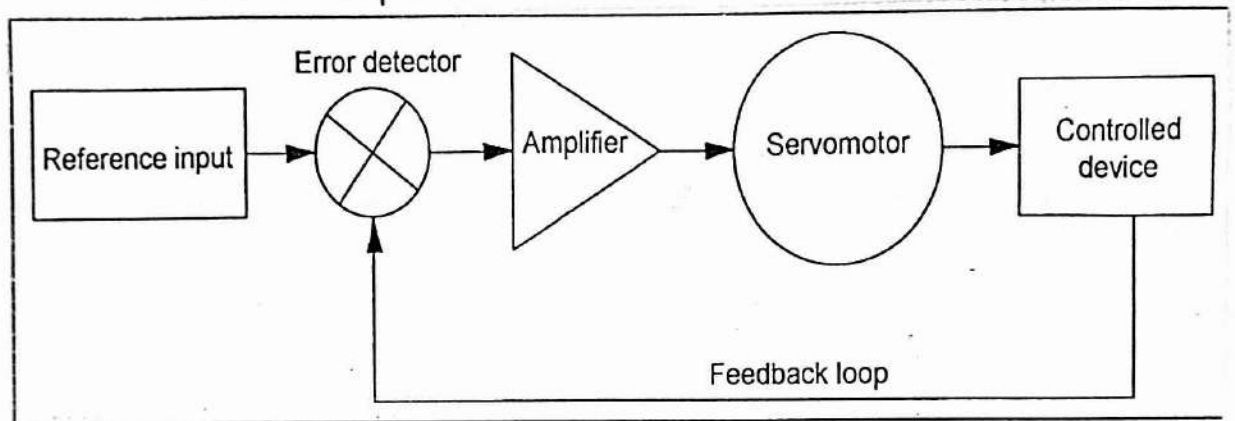 Error detector
Reference input
Amplifier
Servomotor
Controlled
device
Feedback loop